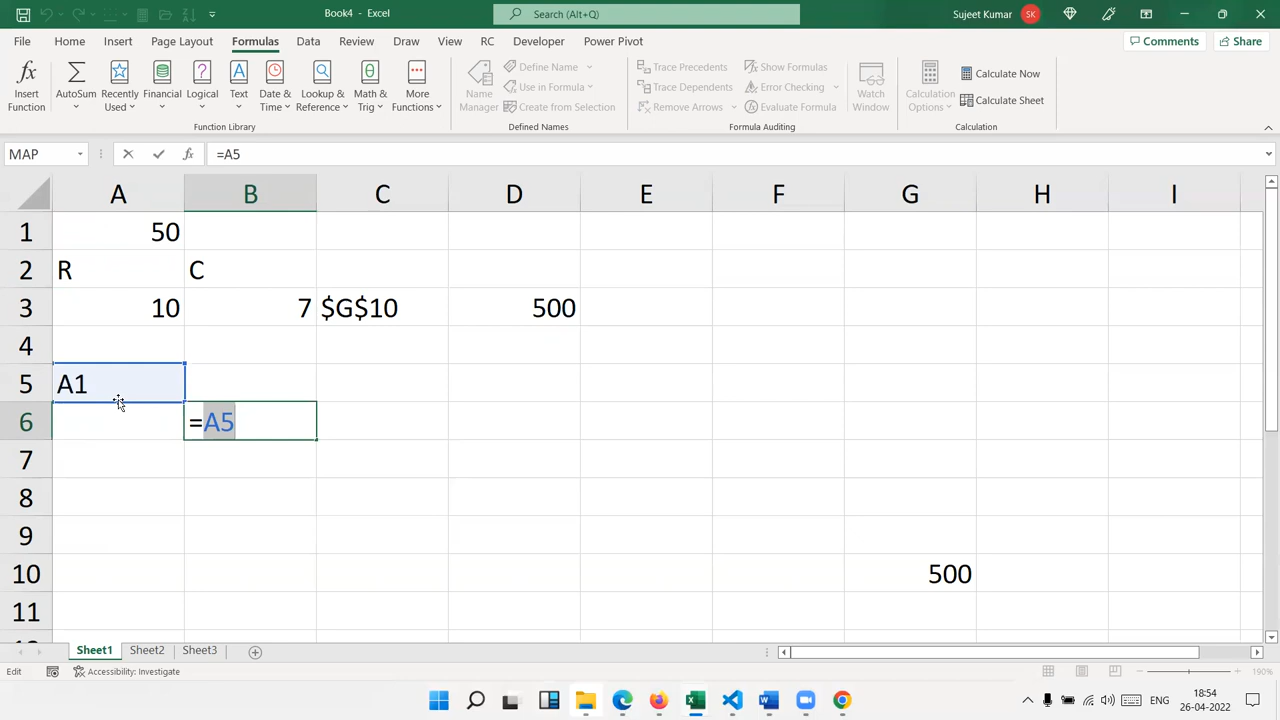 Book4 - Excel
Search (Alt+Q)
Sujeet Kumar SK
File Home Insert Page Layout Formulas Data Review Draw View RC Developer Help Power Pivot
Comments Share
Insert Function
AutoSum
Recently Used
Financial
Logical
Text
Date & Time
Lookup & Reference
Math & Trig
More Functions
Function Library
Name Manager
Define Name
Use in Formula
Create from Selection
Defined Names
Trace Precedents
Trace Dependents
Remove Arrows
Show Formulas
Error Checking
Evaluate Formula
Watch Window
Formula Auditing
Calculation Options
Calculate Now
Calculate Sheet
Calculation
MAP fx =A5
A B C D E F G H I
1 50
2 R C
3 10 7 $G$10 500
4
5 A1
6 =A5
7
8
9
10 500
11
Sheet1 Sheet2 Sheet3
Edit Accessibility: Investigate 190%
ENG 18:54
26-04-2022